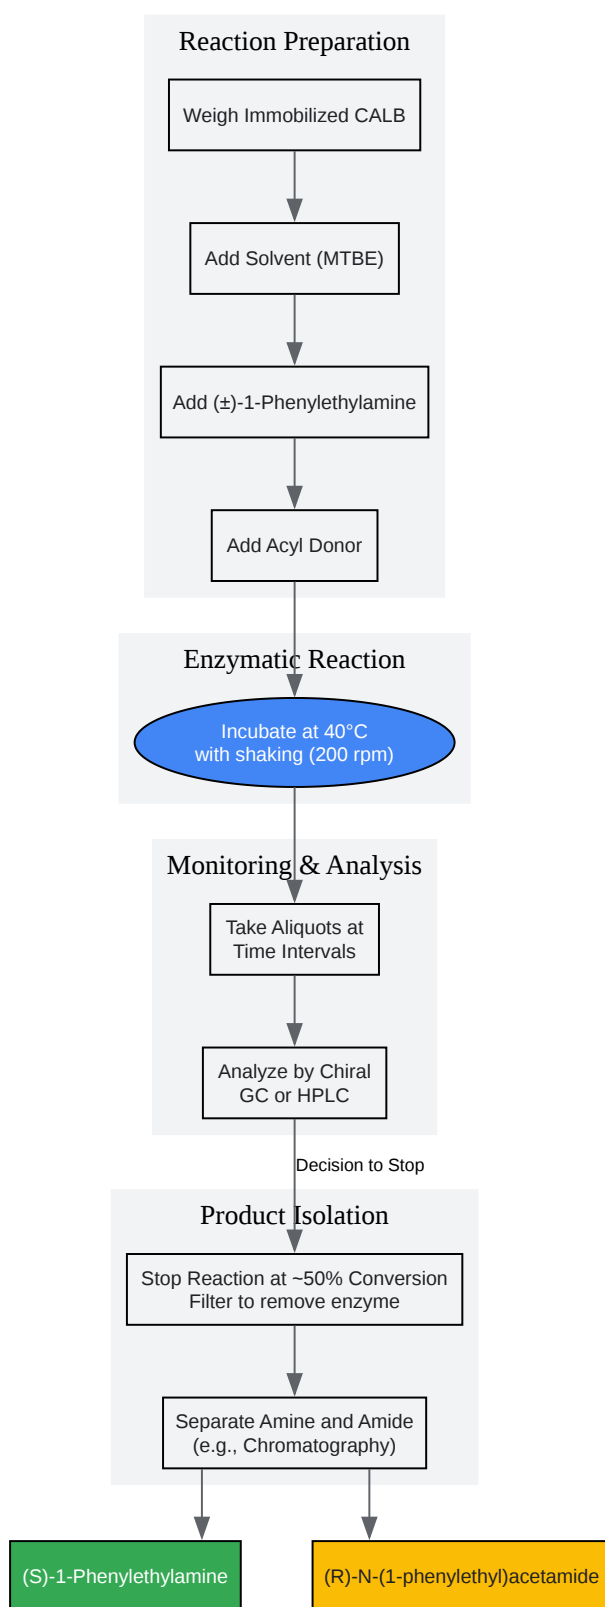 Reaction Preparation
Weigh Immobilized CALB
Add Solvent (MTBE)
Add (±)-1-Phenylethylamine
Add Acyl Donor
Enzymatic Reaction
Incubate at 40°C
with shaking (200 rpm)
Monitoring & Analysis
Take Aliquots at
Time Intervals
Analyze by Chiral
GC or HPLC
Decision to Stop
Product Isolation
Stop Reaction at ~50% Conversion
Filter to remove enzyme
Separate Amine and Amide
(e.g., Chromatography)
(S)-1-Phenylethylamine
(R)-N-(1-phenylethyl)acetamide